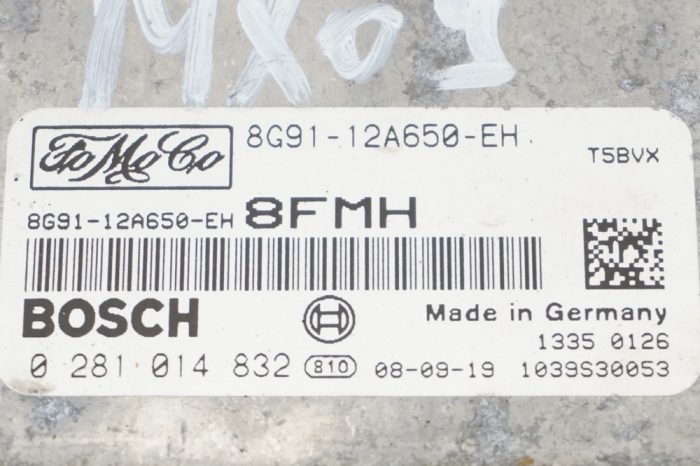 MX09
FoMoCo
8G91-12A650-EH
T5BVX
8G91-12A650-EH 8FMH
BOSCH
Made in Germany
1335 0126
0 281 014 832 810 08-09-19 1039S30053